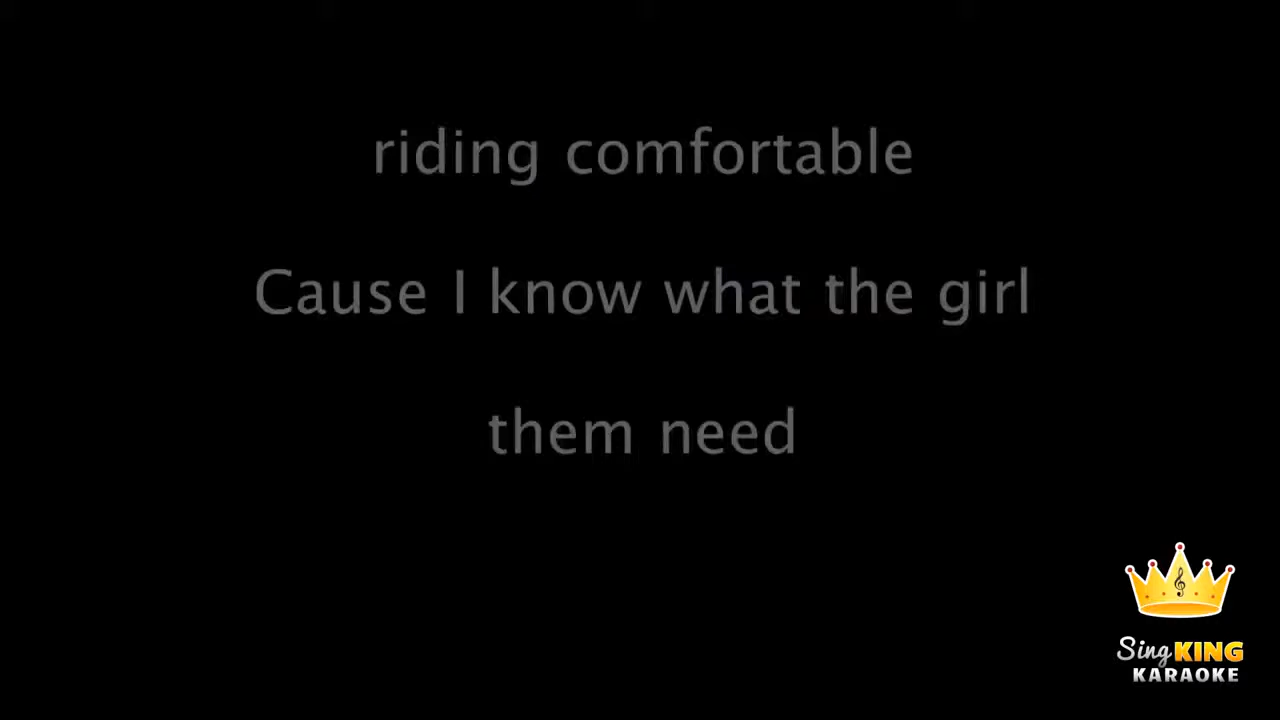 riding comfortable
Cause I know what the girl
them need
Sing KING
KARAOKE